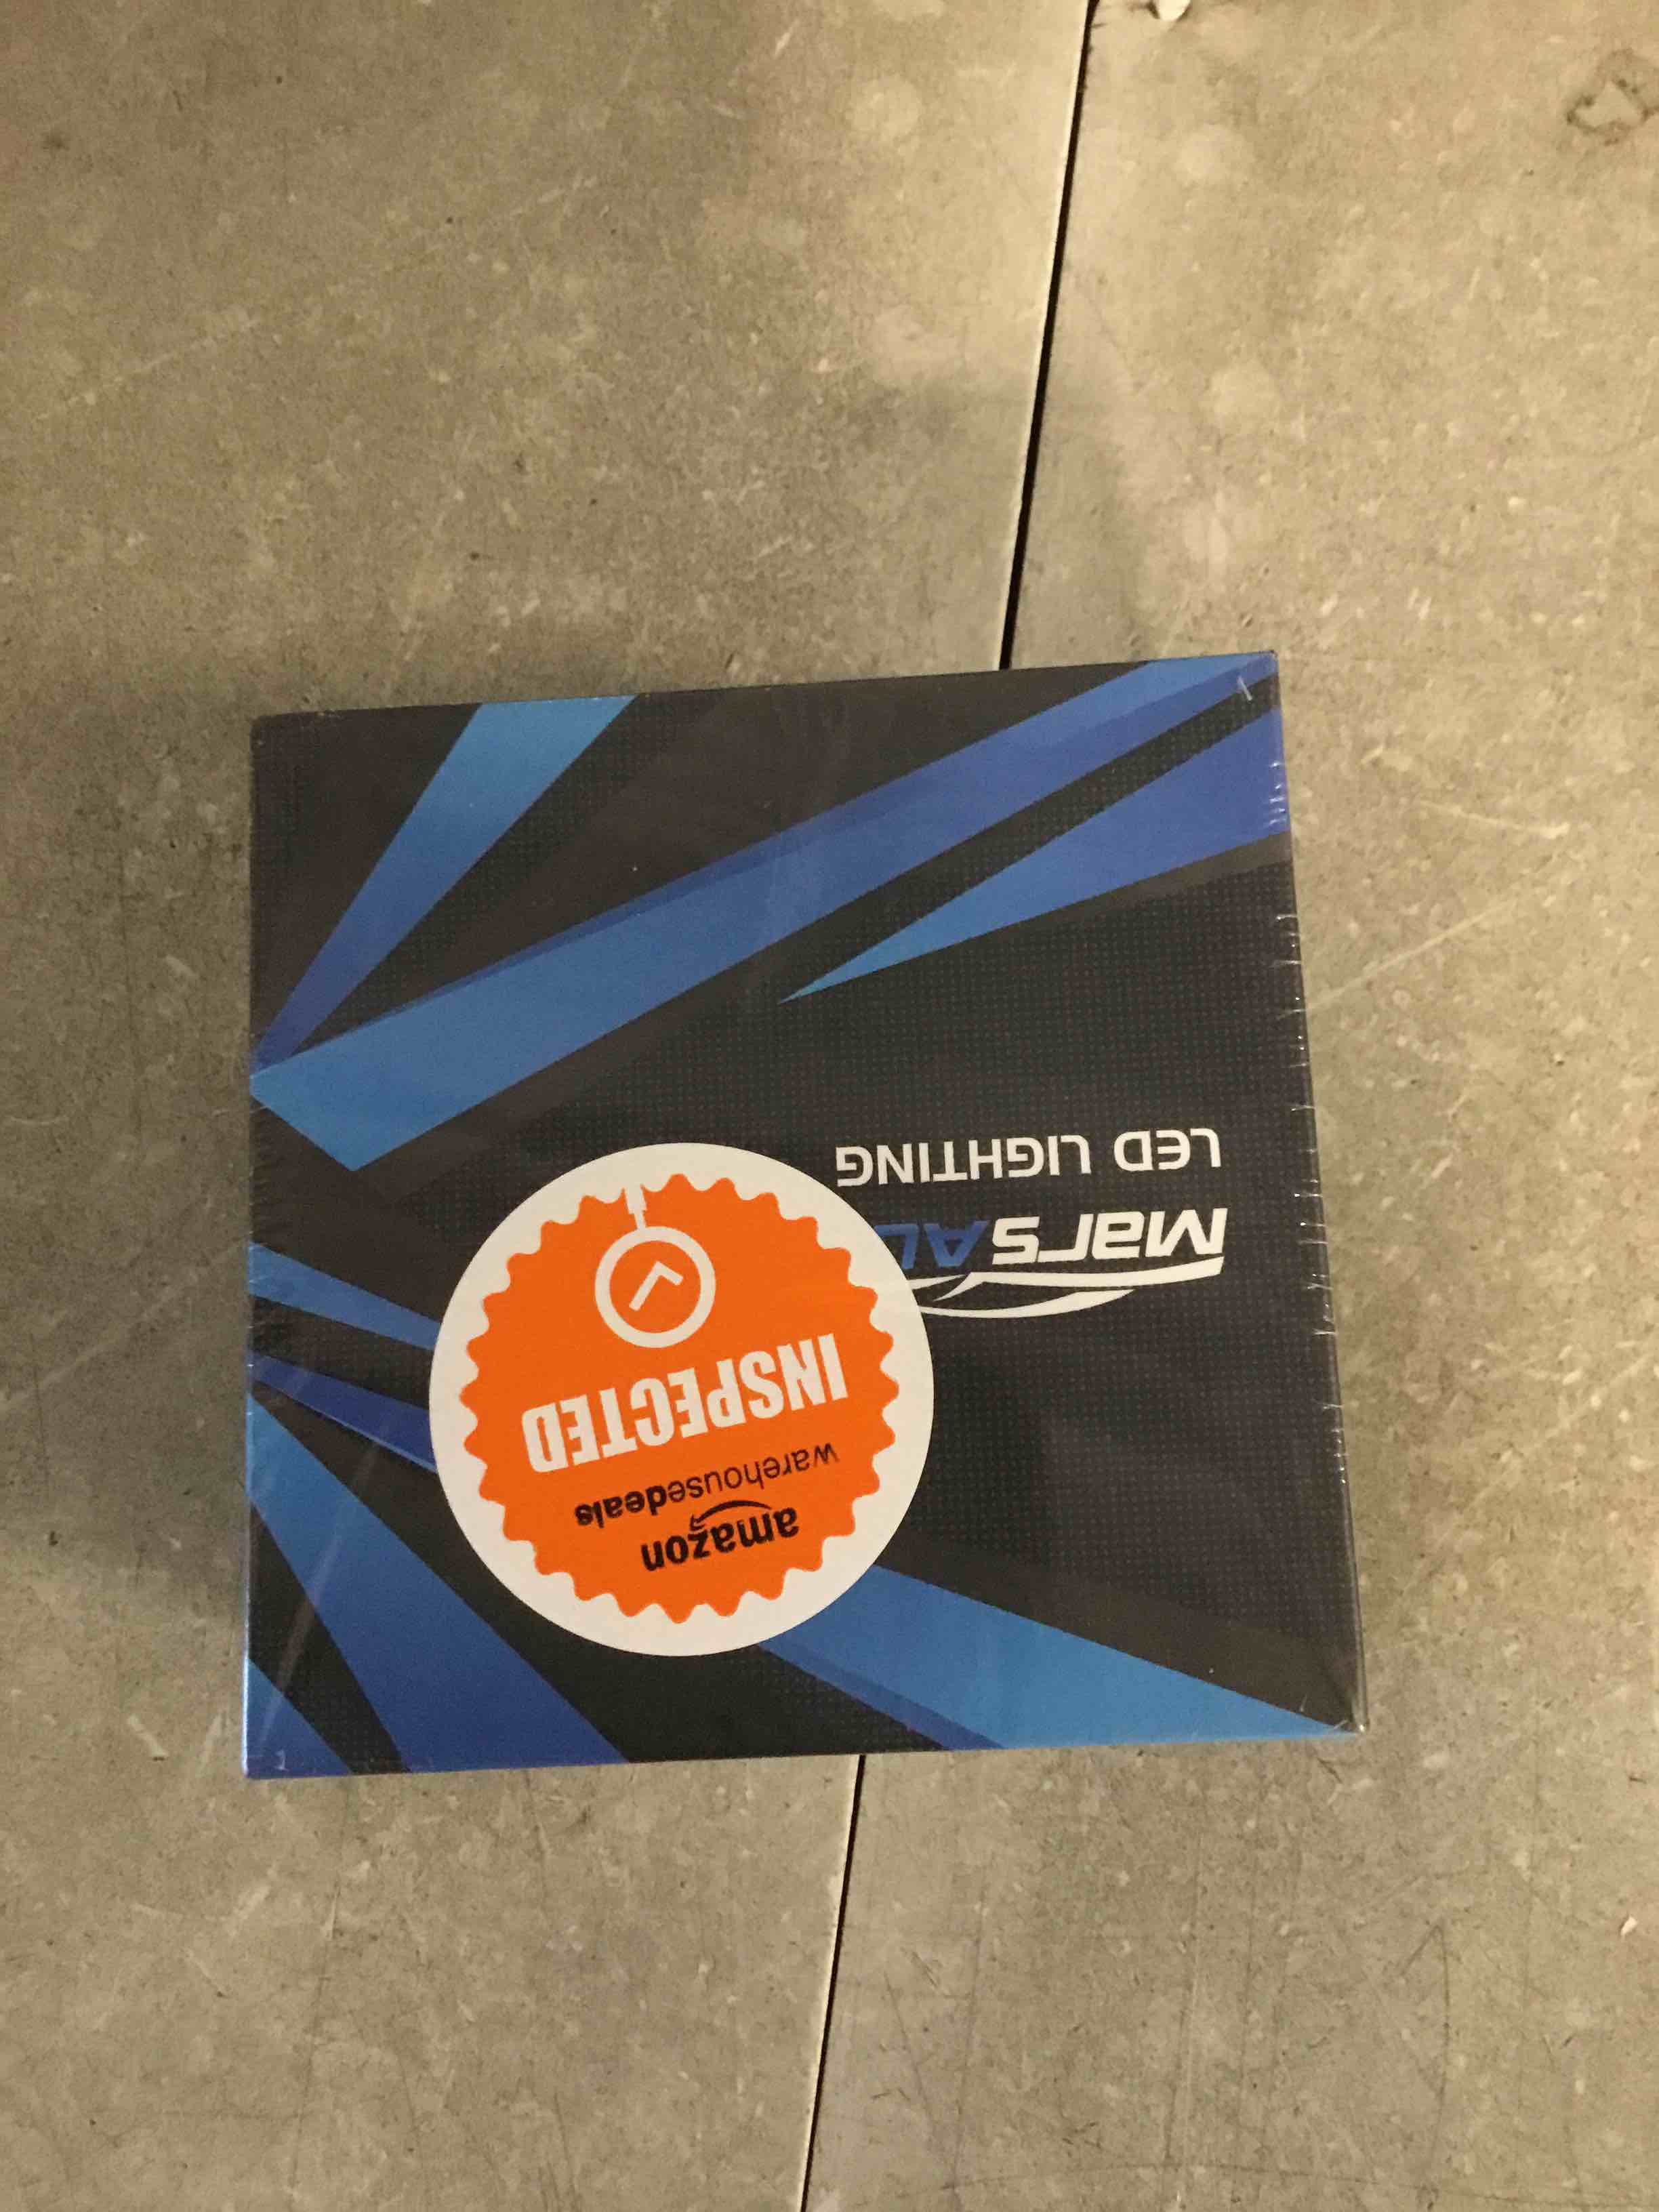 amazon
warehousedeals
INSPECTED
MarsAU
LED LIGHTING